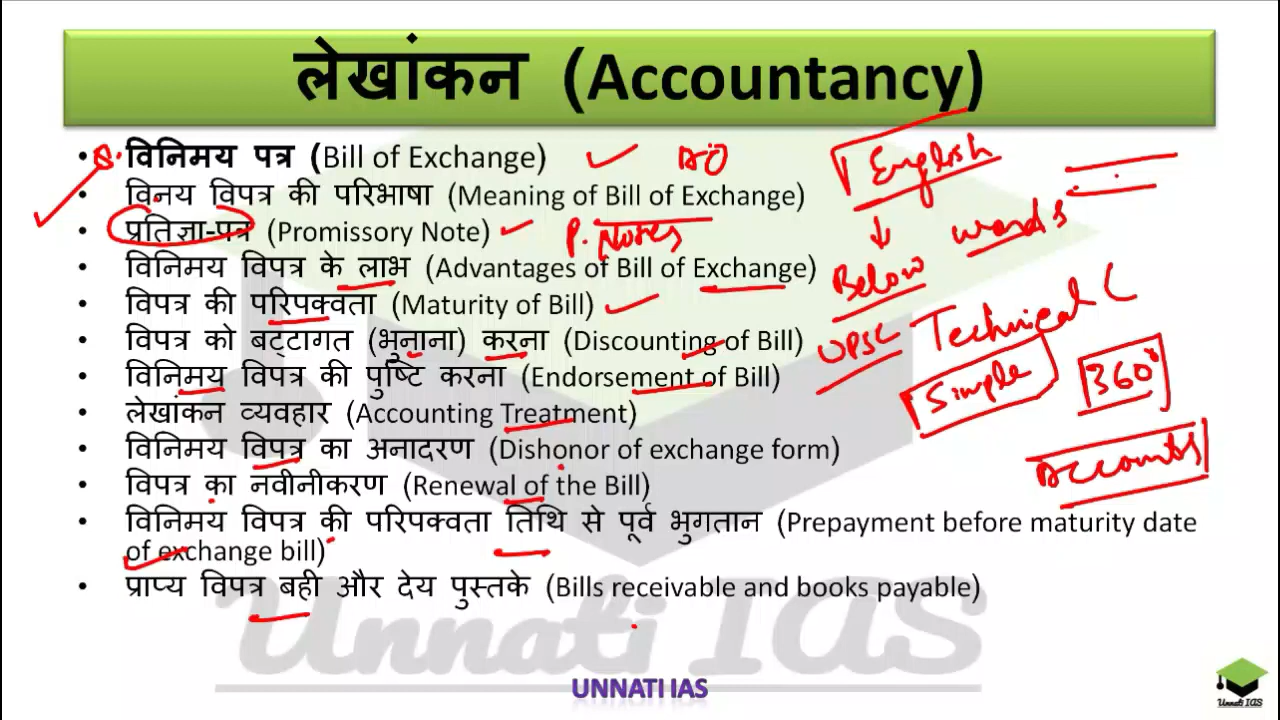 लेखांकन (Accountancy)
• 8. विनिमय पत्र (Bill of Exchange)
• विनय विपत्र की परिभाषा (Meaning of Bill of Exchange)
• प्रतिज्ञा-पत्र (Promissory Note) P. Notes
• विनिमय विपत्र के लाभ (Advantages of Bill of Exchange)
• विपत्र की परिपक्वता (Maturity of Bill)
• विपत्र को बट्टागत (भुनाना) करना (Discounting of Bill)
• विनिमय विपत्र की पुष्टि करना (Endorsement of Bill)
• लेखांकन व्यवहार (Accounting Treatment)
• विनिमय विपत्र का अनादरण (Dishonor of exchange form)
• विपत्र का नवीनीकरण (Renewal of the Bill)
• विनिमय विपत्र की परिपक्वता तिथि से पूर्व भुगतान (Prepayment before maturity date
of exchange bill)
• प्राप्य विपत्र बही और देय पुस्तके (Bills receivable and books payable)
English
words
Below
UPSC Technical
Simple
360°
Accounts
Unnati IAS
UNNATI IAS
Unnati IAS